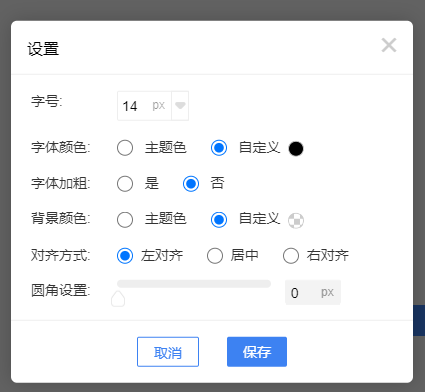 设置
字号: 14 px
字体颜色: 主题色 自定义
字体加粗: 是 否
背景颜色: 主题色 自定义
对齐方式: 左对齐 居中 右对齐
圆角设置: 0 px
取消 保存